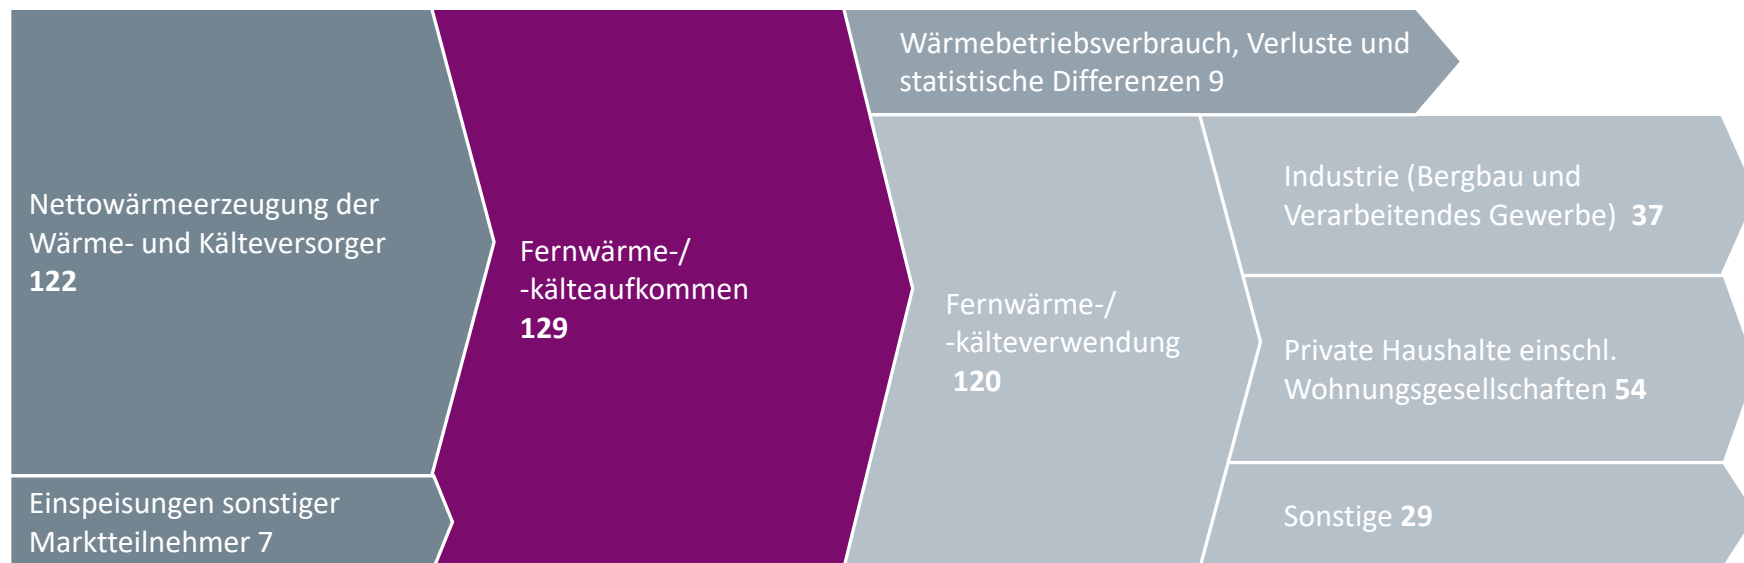 Nettowärmeerzeugung der
Wärme- und Kälteversorger
122
Einspeisungen sonstiger
Marktteilnehmer 7
Fernwärme-/
-kälteaufkommen
129
Wärmebetriebsverbrauch, Verluste und
statistische Differenzen 9
Fernwärme-/
-kälteverwendung
120
Industrie (Bergbau und
Verarbeitendes Gewerbe) 37
Private Haushalte einschl.
Wohnungsgesellschaften 54
Sonstige 29